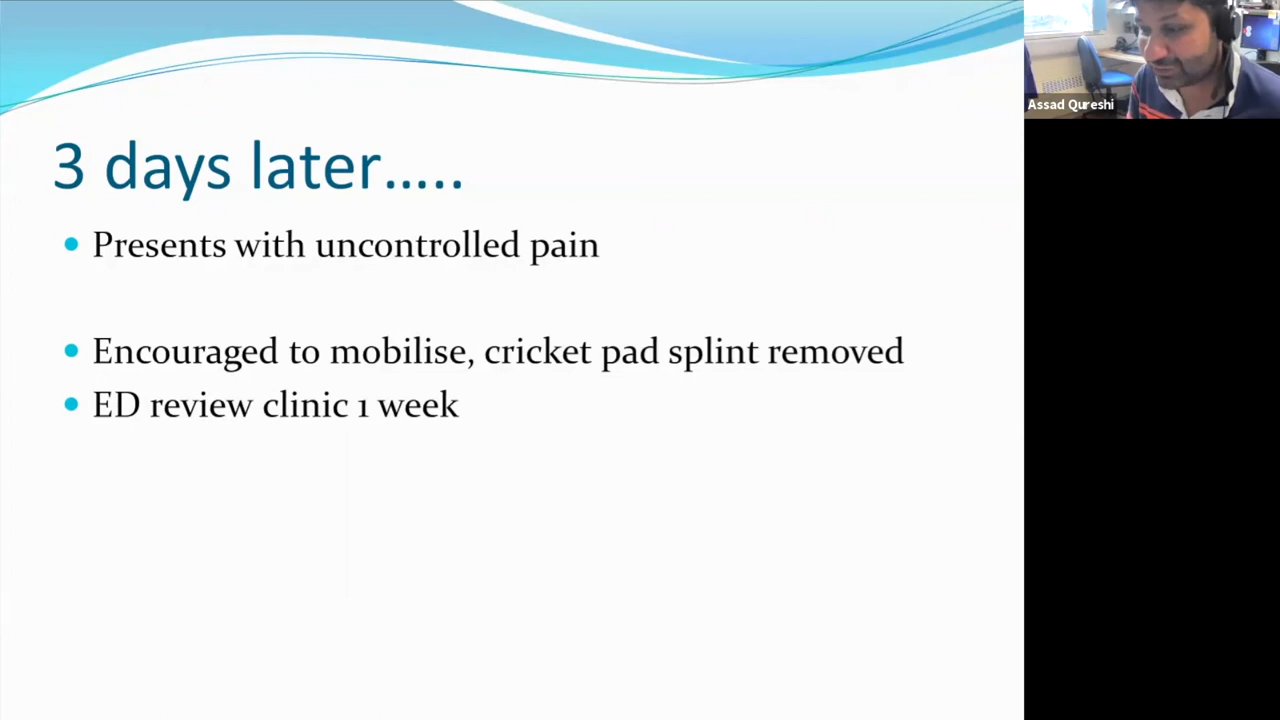 Assad Qureshi
3 days later…..
Presents with uncontrolled pain
Encouraged to mobilise, cricket pad splint removed
ED review clinic 1 week